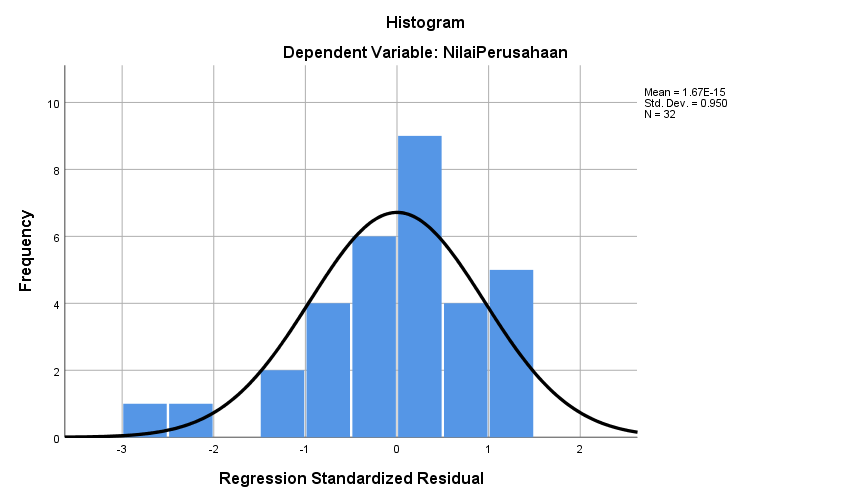 Histogram
Dependent Variable: NilaiPerusahaan
Mean = 1.67E-15
Std. Dev. = 0.950
N = 32
Frequency
10
8
6
4
2
0
-3 -2 -1 0 1 2
Regression Standardized Residual